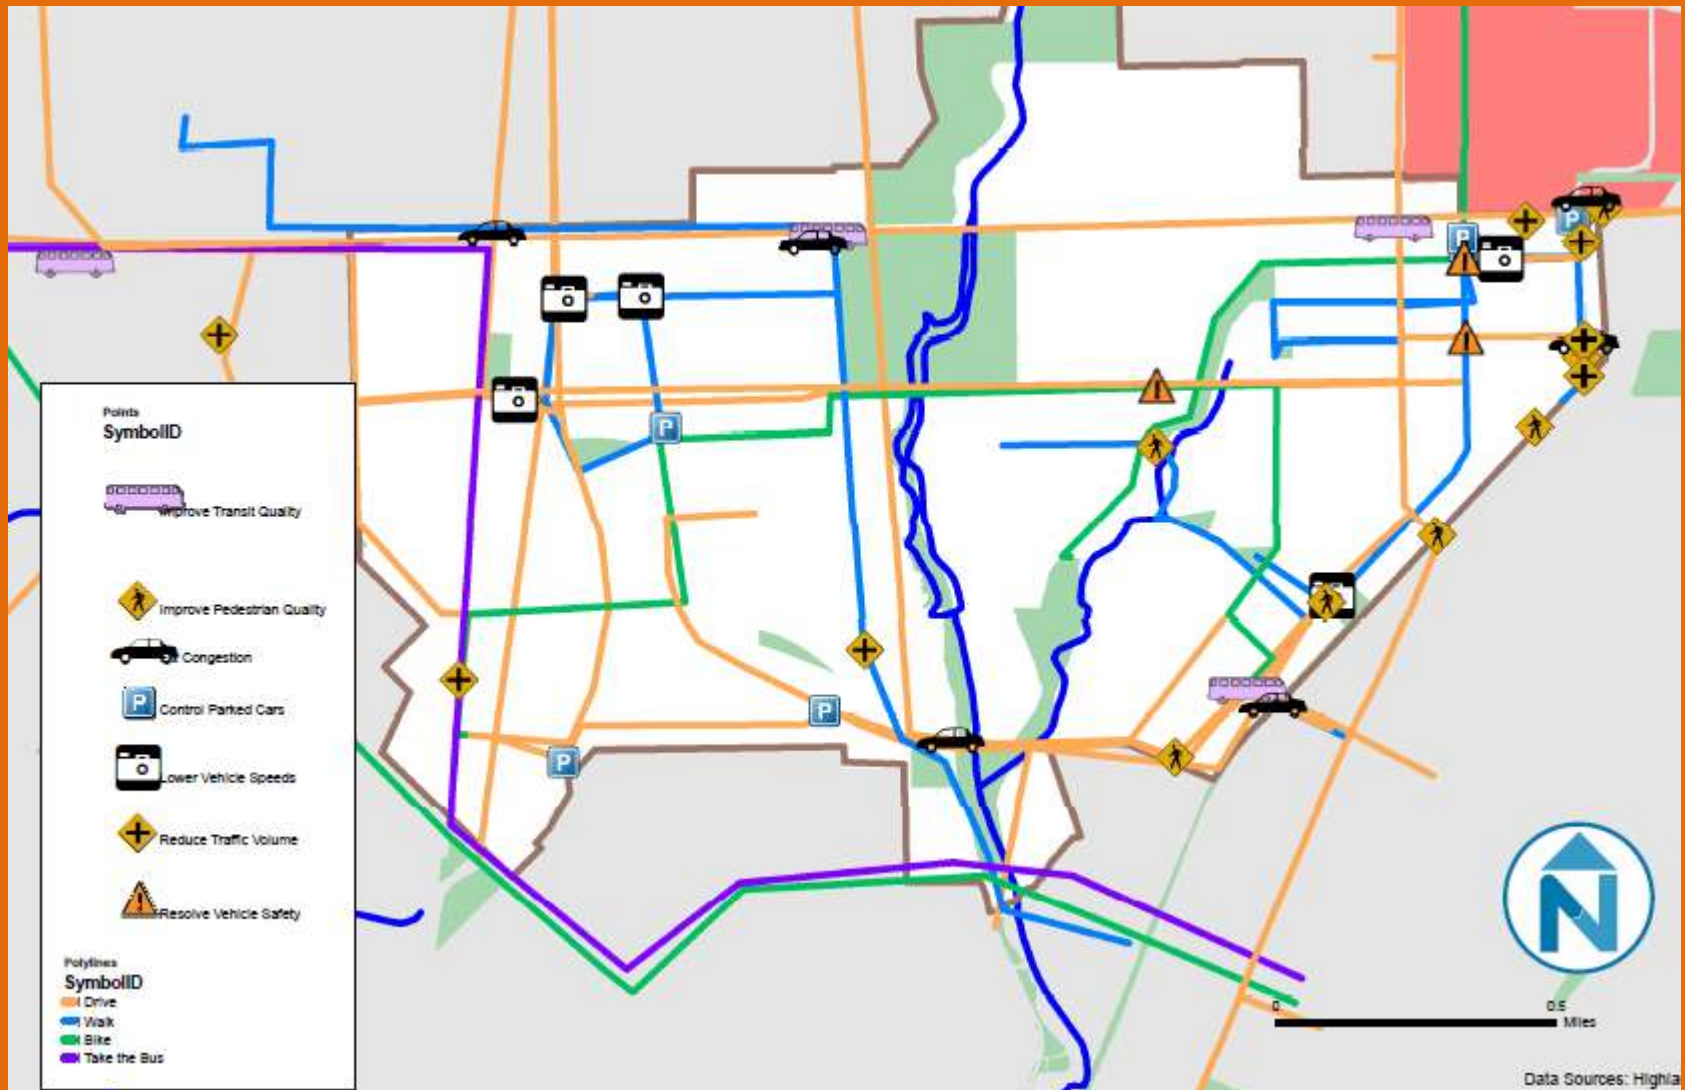 Points
SymbolID
Improve Transit Quality
Improve Pedestrian Quality
Congestion
Control Parked Cars
Lower Vehicle Speeds
Reduce Traffic Volume
Resolve Vehicle Safety
Polylines
SymbolID
I Drive
I Walk
I Bike
I Take the Bus
N
0 0.5
Miles
Data Sources: Highla